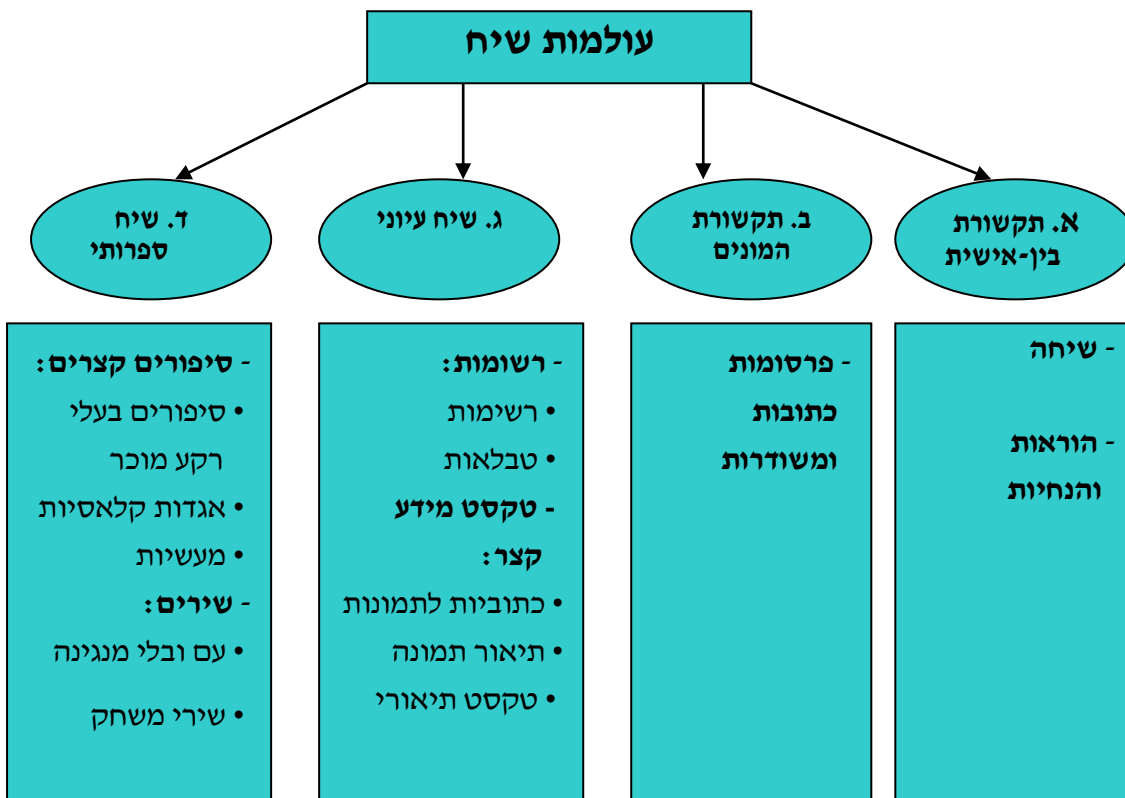 עולמות שיח
א. תקשורת
בין-אישית
ב. תקשורת
המונים
ג. שיח עיוני
ד. שיח
ספרותי
- שיחה
- הוראות
והנחיות
- פרסומות
כתובות
ומשודרות
- רשומות:
• רשימות
• טבלאות
- טקסט מידע
קצר:
• כתוביות לתמונות
• תיאור תמונה
• טקסט תיאורי
- סיפורים קצרים:
• סיפורים בעלי
רקע מוכר
• אגדות קלאסיות
• מעשיות
- שירים:
• עם ובלי מנגינה
• שירי משחק